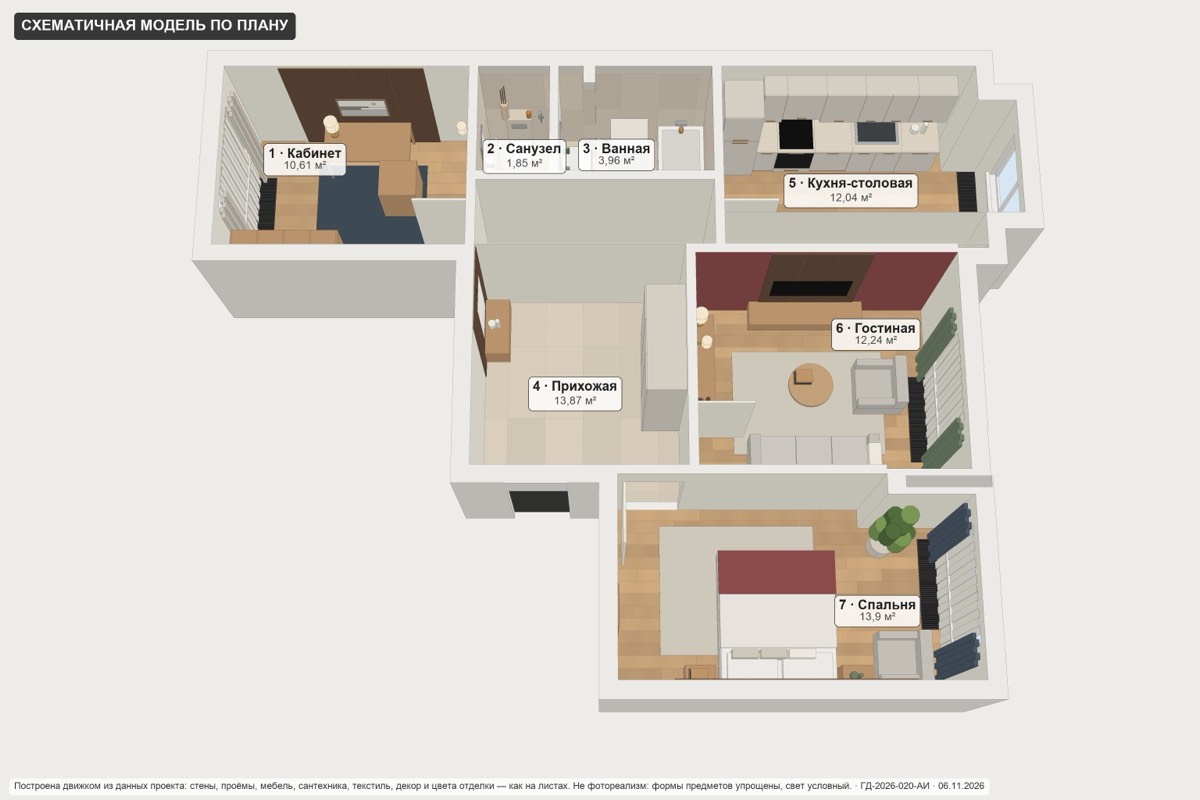 СХЕМАТИЧНАЯ МОДЕЛЬ ПО ПЛАНУ
1 · Кабинет
10,61 м²
2 · Санузел
1,85 м²
3 · Ванная
3,96 м²
5 · Кухня-столовая
12,04 м²
6 · Гостиная
12,24 м²
4 · Прихожая
13,87 м²
7 · Спальня
13,9 м²
Построена движком из данных проекта: стены, проёмы, мебель, сантехника, текстиль, декор и цвета отделки — как на листах. Не фотореализм: формы предметов упрощены, свет условный. · ГД-2026-020-АИ · 06.11.2026